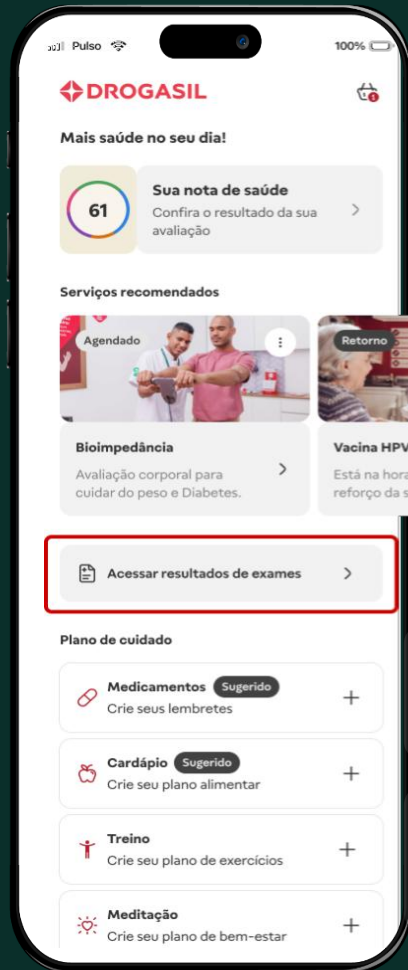 Pulso
100%
DROGASIL
1
Mais saúde no seu dia!
61
Sua nota de saúde
Confira o resultado da sua
avaliação
Serviços recomendados
Agendado
Retorno
Bioimpedância
Avaliação corporal para
cuidar do peso e Diabetes.
Vacina HPV
Está na hora
reforço da s
Acessar resultados de exames
Plano de cuidado
Medicamentos Sugerido
Crie seus lembretes
Cardápio Sugerido
Crie seu plano alimentar
Treino
Crie seu plano de exercícios
Meditação
Crie seu plano de bem-estar